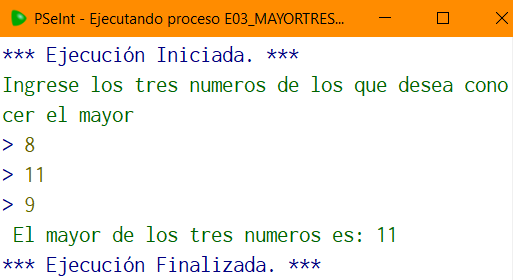 PSeInt - Ejecutando proceso E03_MAYORTRES...
*** Ejecución Iniciada. ***
Ingrese los tres numeros de los que desea cono
cer el mayor
> 8
> 11
> 9
El mayor de los tres numeros es: 11
*** Ejecución Finalizada. ***